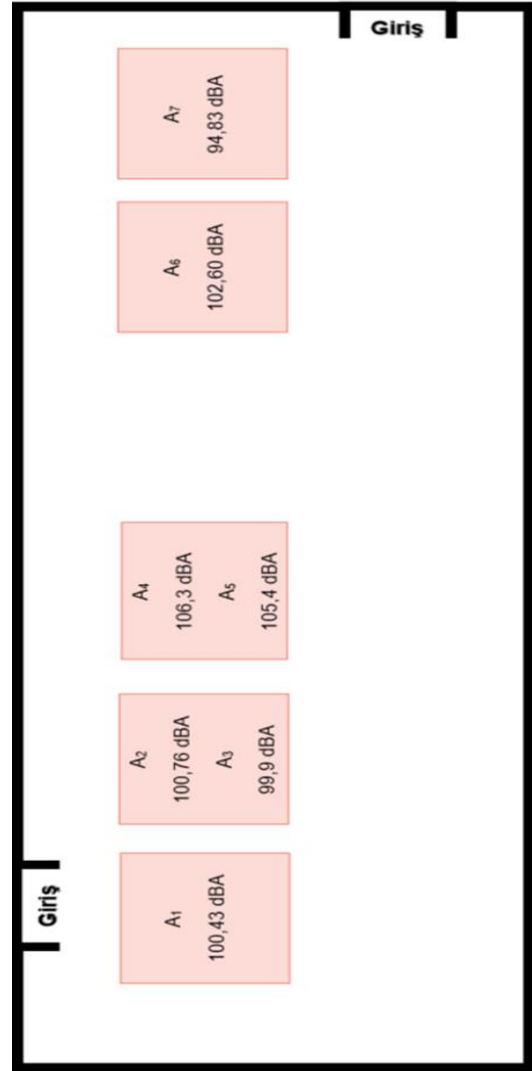 Giriş
A₇
94,83 dBA
A₆
102,60 dBA
A₄
106,3 dBA
A₅
105,4 dBA
A₂
100,76 dBA
A₃
99,9 dBA
Giriş
A₁
100,43 dBA